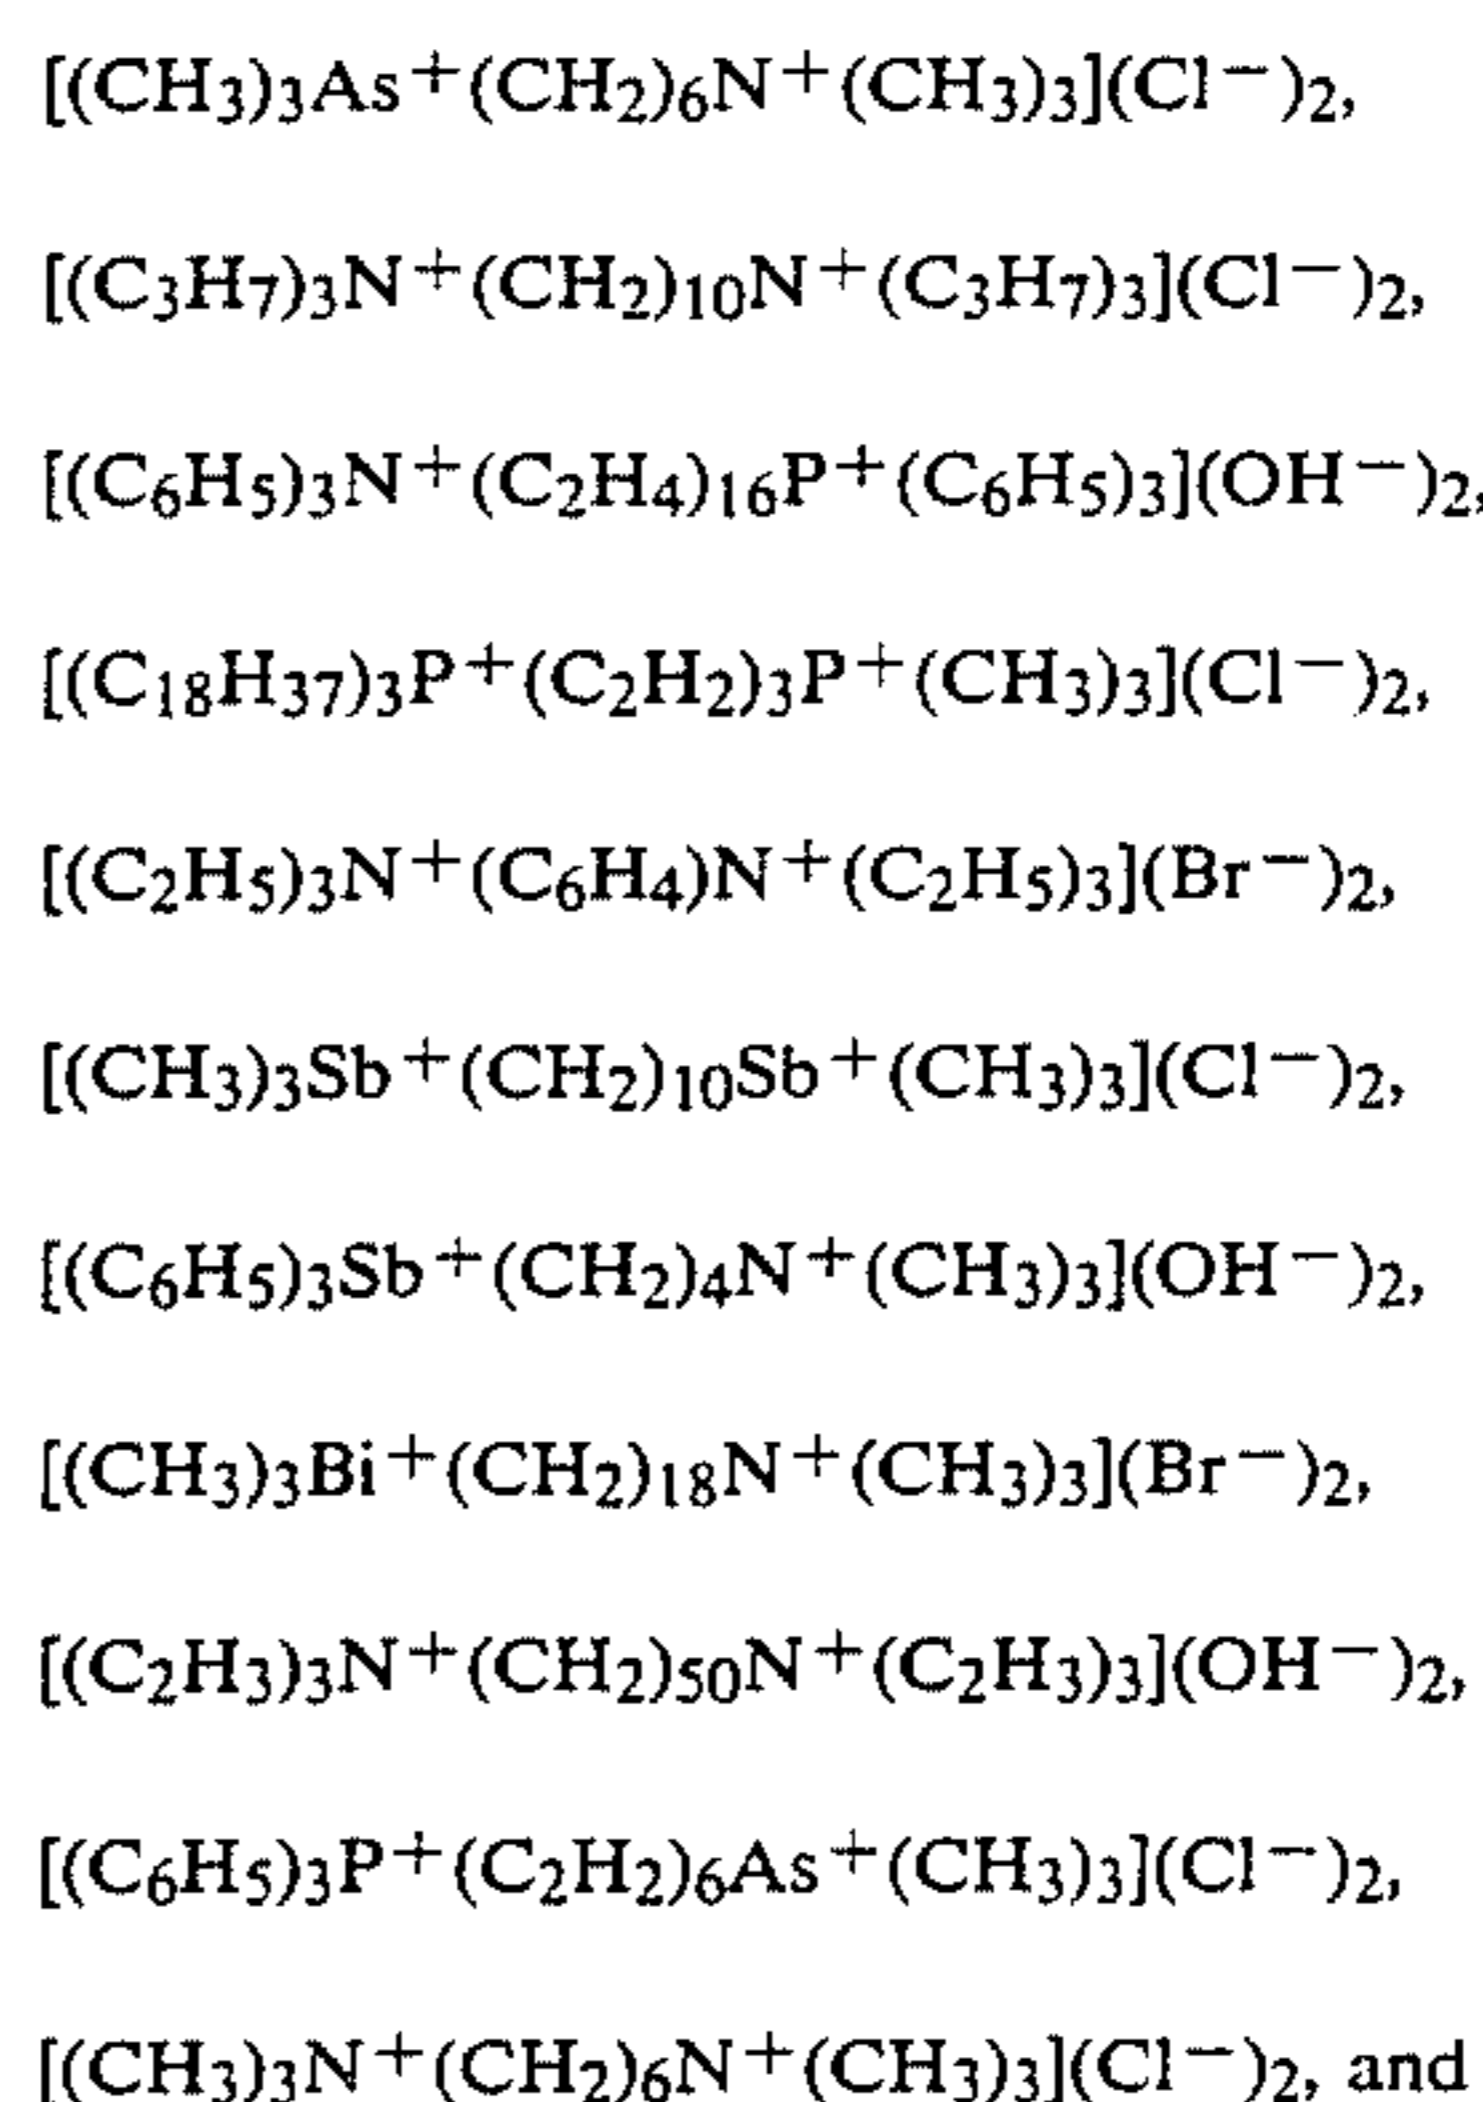 [(CH₃)₃As⁺(CH₂)₆N⁺(CH₃)₃](Cl⁻)₂,
[(C₃H₇)₃N⁺(CH₂)₁₀N⁺(C₃H₇)₃](Cl⁻)₂,
[(C₆H₅)₃N⁺(C₂H₄)₁₆P⁺(C₆H₅)₃](OH⁻)₂,
[(C₁₈H₃₇)₃P⁺(C₂H₂)₃P⁺(CH₃)₃](Cl⁻)₂,
[(C₂H₅)₃N⁺(C₆H₄)N⁺(C₂H₅)₃](Br⁻)₂,
[(CH₃)₃Sb⁺(CH₂)₁₀Sb⁺(CH₃)₃](Cl⁻)₂,
[(C₆H₅)₃Sb⁺(CH₂)₄N⁺(CH₃)₃](OH⁻)₂,
[(CH₃)₃Bi⁺(CH₂)₁₈N⁺(CH₃)₃](Br⁻)₂,
[(C₂H₃)₃N⁺(CH₂)₅₀N⁺(C₂H₃)₃](OH⁻)₂,
[(C₆H₅)₃P⁺(C₂H₂)₆As⁺(CH₃)₃](Cl⁻)₂,
[(CH₃)₃N⁺(CH₂)₆N⁺(CH₃)₃](Cl⁻)₂, and